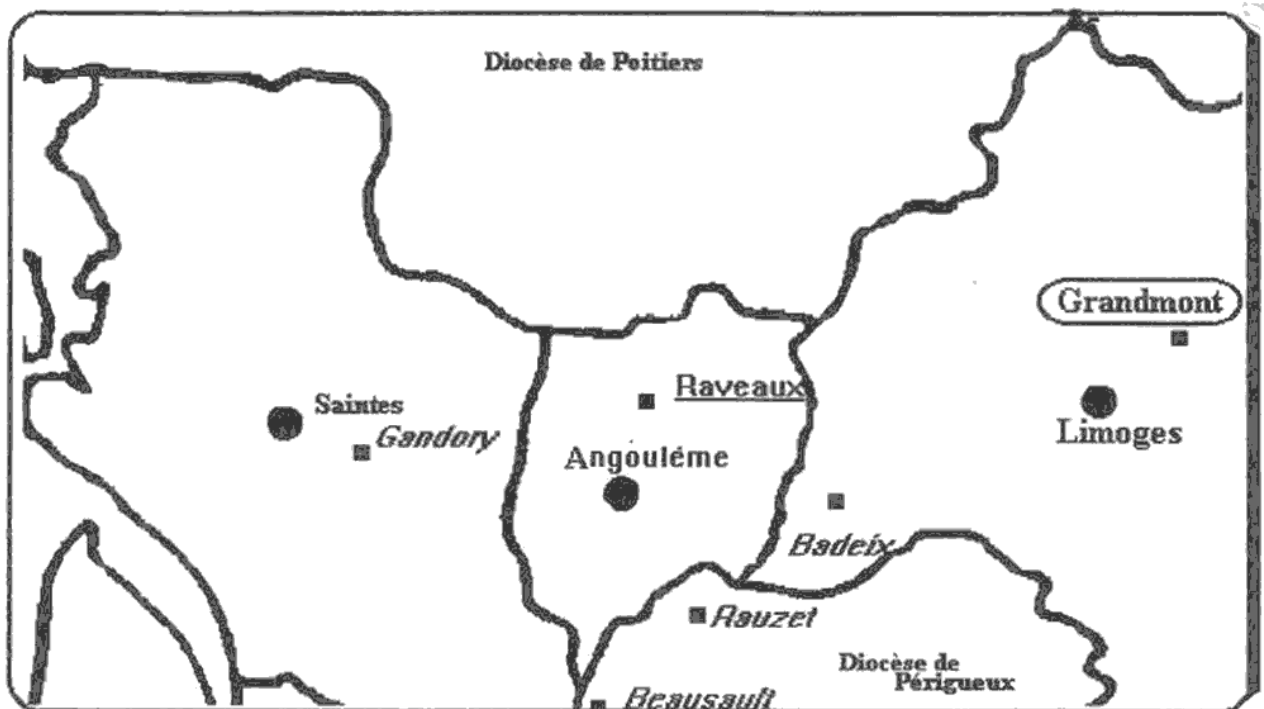 Diocèse de Poitiers
Grandmont
Raveaux
Saintes
Gandory
Limoges
Angouléme
Badeix
Rauzet
Diocèse de
Périgueux
Beausault